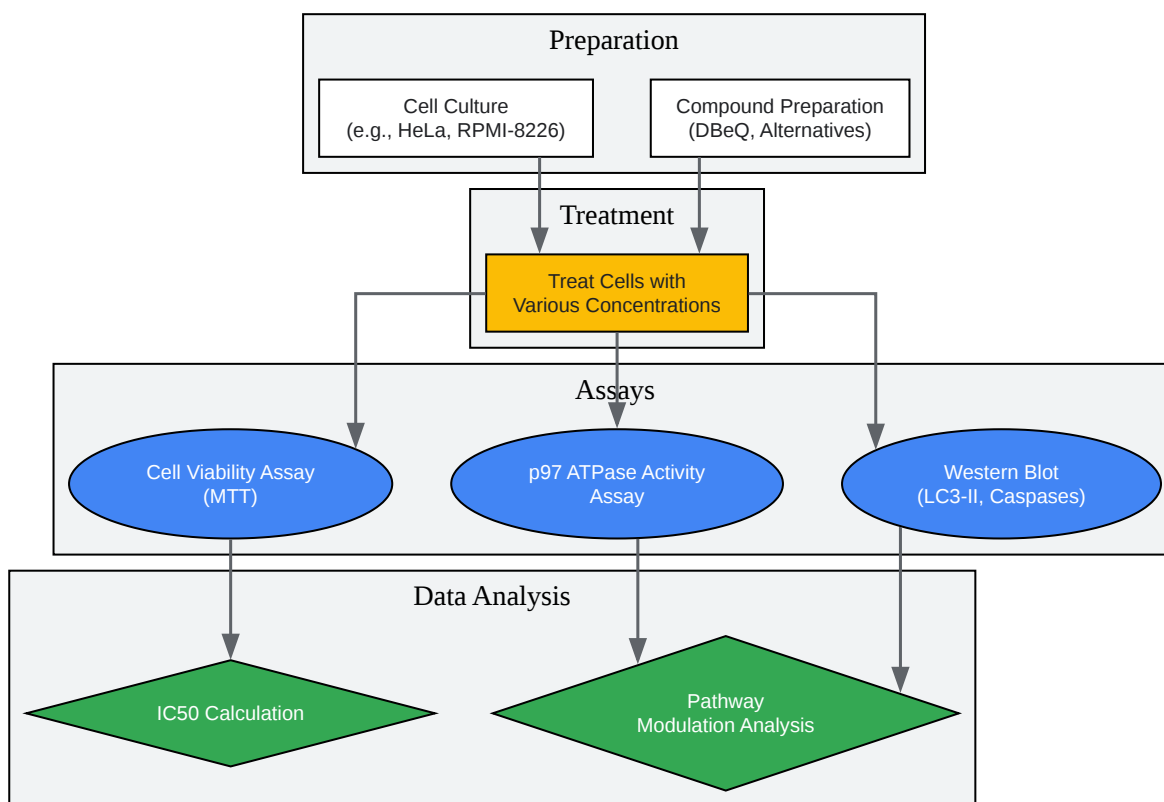 Preparation
Cell Culture
(e.g., HeLa, RPMI-8226)
Compound Preparation
(DBeQ, Alternatives)
Treatment
Treat Cells with
Various Concentrations
Assays
Cell Viability Assay
(MTT)
p97 ATPase Activity
Assay
Western Blot
(LC3-II, Caspases)
Data Analysis
IC50 Calculation
Pathway
Modulation Analysis